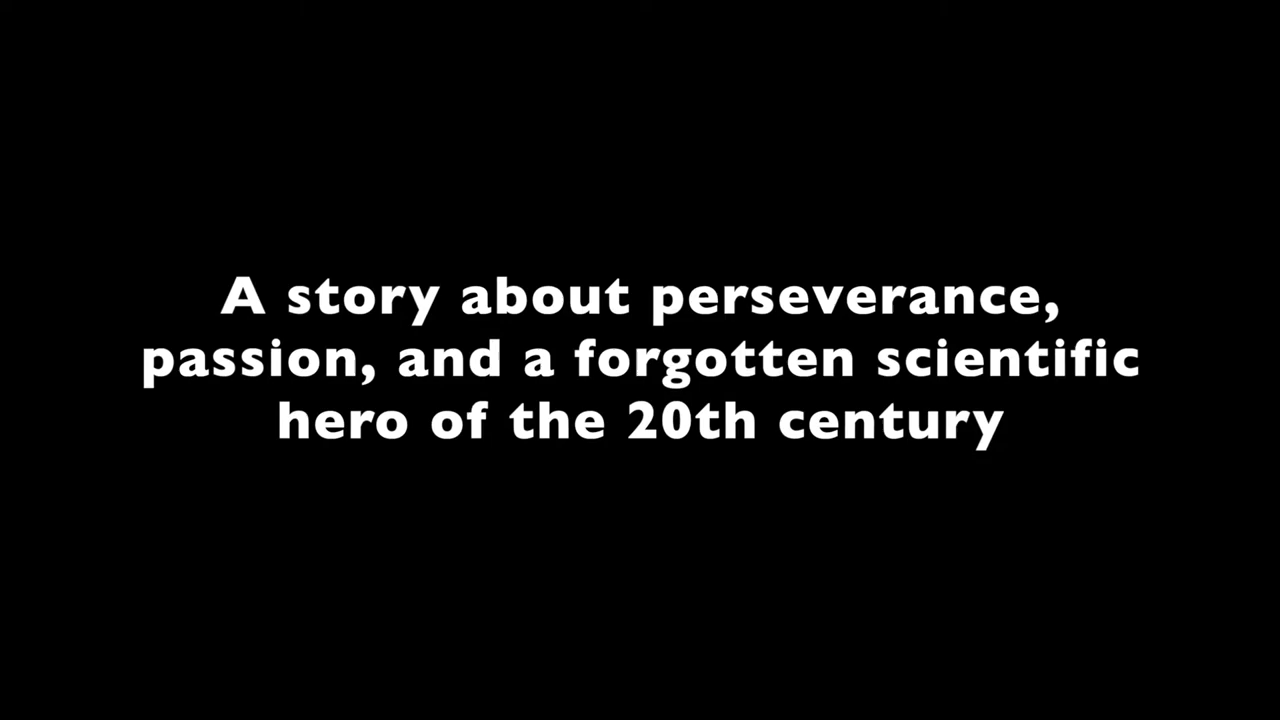 A story about perseverance,
passion, and a forgotten scientific
hero of the 20th century